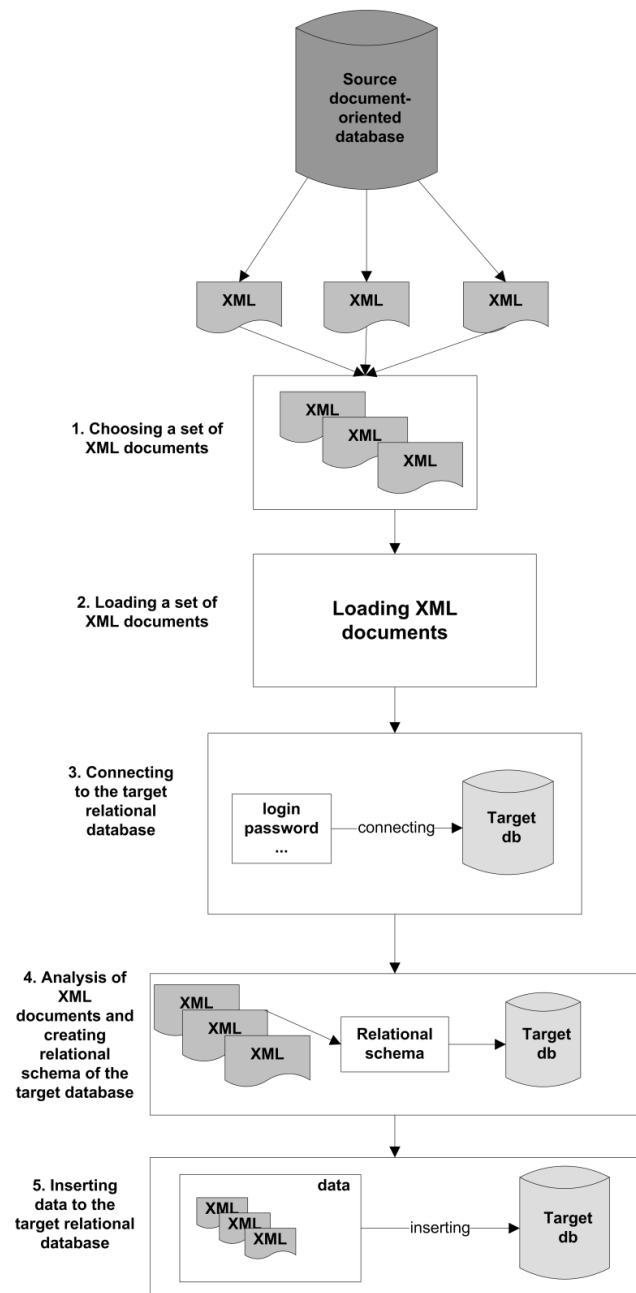 Source
document-
oriented
database
XML
XML
XML
1. Choosing a set of
XML documents
XML
XML
XML
2. Loading a set of
XML documents
Loading XML
documents
3. Connecting
to the target
relational
database
login
password
...
connecting
Target
db
4. Analysis of
XML
documents and
creating
relational
schema of the
target database
XML
XML
XML
Relational
schema
Target
db
5. Inserting
data to the
target relational
database
data
XML
XML
XML
inserting
Target
db